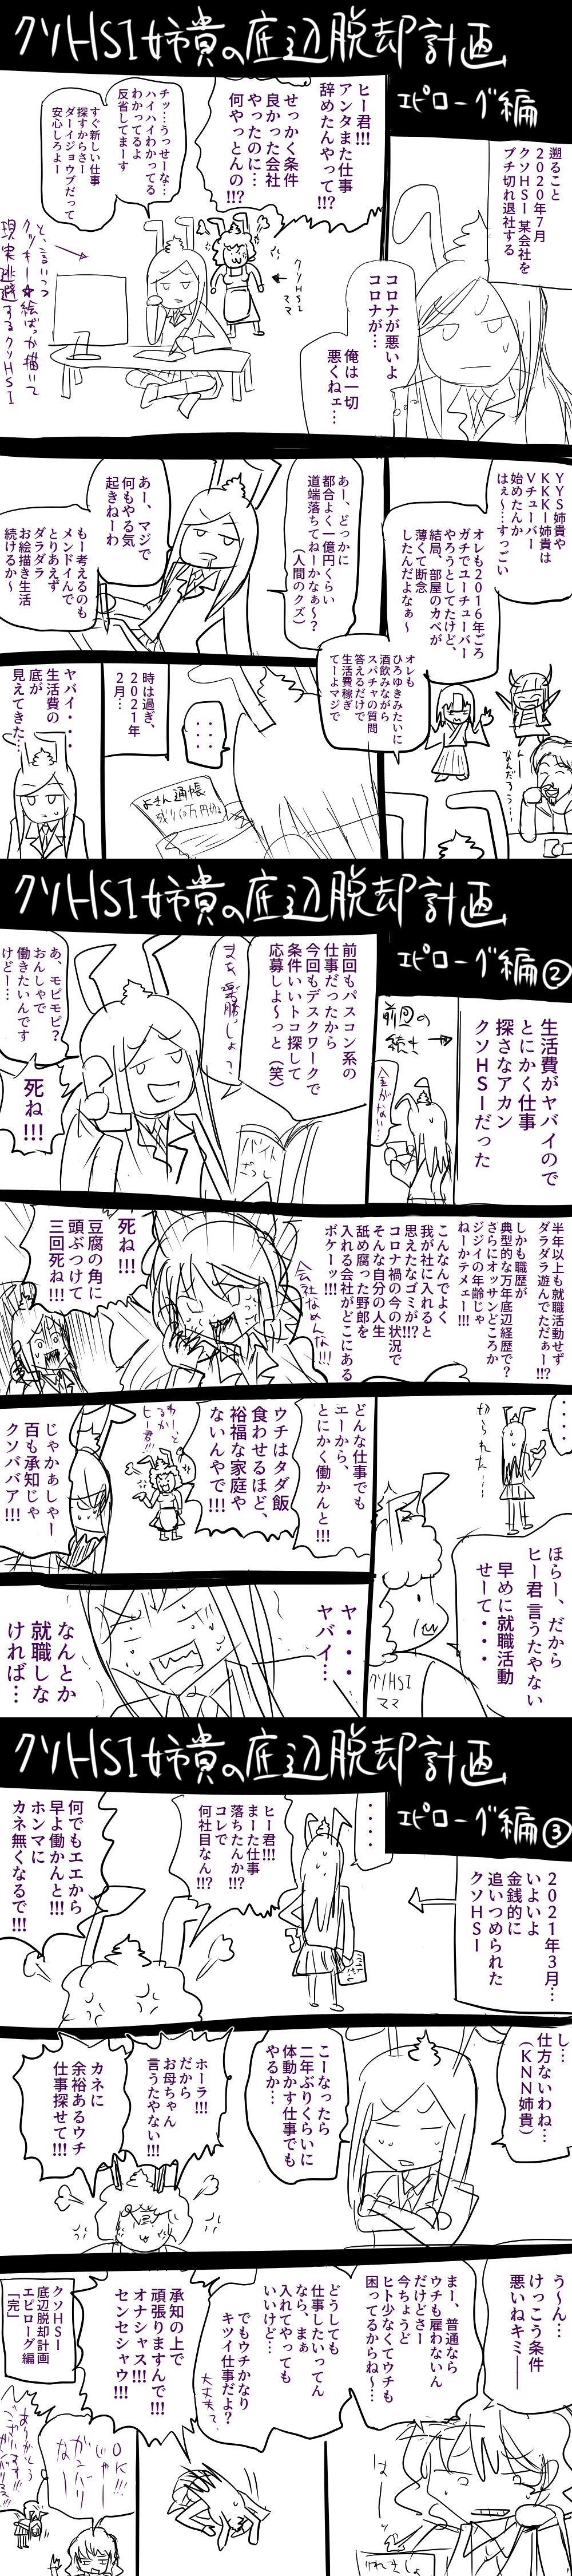 クソHSI姉貴の底辺脱却計画
エピローグ編
遡ること
2020年7月
クソHSI某会社を
ブチ切れ退社する
コロナが悪いよ
コロナが…
俺は一切
悪くねェ…
ヒー君!!!
アンタまた仕事
辞めたんやって!!?
せっかく条件
良かった会社
やったのに…
何やっとんの!!?
チッ…うっせーな…
ハイハイわかってる
わかってるよ
反省してまーす
すぐ新しい仕事
探すからさー
ダーイジョウブだって
安心しろよー
クソHSI
ママ
と、言いつつ
クッキー☆絵ばっか描いて
現実逃避するクソHSI
YYS姉貴や
KKKI姉貴は
Vチューバー
始めたんか
はぇ〜…すっごい
オレも2016年ごろ
ガチでユーチューバー
やろうとしてたけど、
結局、部屋のカベが
薄くて断念
したんだよなぁ〜
オレも
ひろゆきみたいに
酒飲みながら
スパチャの質問
答えるだけで
生活費稼ぎ
てーよマジで
なんだろう…
あー、どっかに
都合よく一億円くらい
道端落ちてねーかなぁ〜?
(人間のクズ)
あー、マジで
何もやる気
起きねーわ
もー考えるのも
メンドイんで
とりあえず
ダラダラ
お絵描き生活
続けるか〜
・・・
よきん通帳
残り10万円切る
時は過ぎ、
2021年
2月…
ヤバイ・・・
生活費の
底が
見えてきた…
クソHSI姉貴の底辺脱却計画
エピローグ編②
前回の
続き→
金がない!
生活費がヤバイので
とにかく仕事
探さなアカン
クソHSIだった
前回もパスコン系の
仕事だったから
今回もデスクワークで
条件いいトコ探して
応募しよ〜っと(笑)
まぁ、楽勝しょ?
バイト
ざっし
あ、モビモビ?
おんしゃで
働きたいんです
けどー…
死ね!!!
半年以上も就職活動せず
ダラダラ遊んでただぁー!!?
しかも職歴が
典型的な万年底辺経歴で?
さらにオッサンどころか
ジジイの年齢じゃ
ねーかテメェー!!!
こんなんでよく
我が社に入れると
思えたなゴミが!!?
コロナ禍の今の状況で
そんな自分の人生
舐め腐った野郎を
入れる会社がどこにある
ボケーッ!!!
会社なめんな!!!
死ね!!!
豆腐の角に
頭ぶつけて
三回死ね!!!
・・・・
切られた…
ほらー、だから
ヒー君 言うたやない
早めに就職活動
せーて・・・
クソHSI
ママ
どんな仕事でも
エーから、
とにかく働かんと!!!
ウチはタダ飯
食わせるほど、
裕福な家庭や
ないんやで!!!
わかっと
るか
ヒー君!!!
じゃかあしゃー
百も承知じゃ
クソババア!!!
ヤ・・・
ヤバイ…
なんとか
就職しな
ければ…
クソHSI姉貴の底辺脱却計画
エピローグ編③
2021年3月…
いよいよ
金銭的に
追いつめられた
クソHSI
・・・・
ヒー君!!!
まーた仕事
落ちたんか!!?
コレで
何社目なん!!?
何でもエエから
早よ働かんと!!!
ホンマに
カネ無くなるで!!!
し…
仕方ないわね…
(KNN姉貴)
こーなったら
二年ぶりくらいに
体動かす仕事でも
やるか…
ホーラ!!!
だから
お母ちゃん
言うたやない!!!
カネに
余裕あるウチ
仕事探せて!!!
う〜ん…
けっこう条件
悪いねキミ――
まー、普通なら
ウチも雇わないん
だけどさー
今ちょうど
ヒト少なくてウチも
困ってるからね〜…
どうしても
仕事したいってん
なら、まぁ
入れてやっても
いいけど…
でもウチかなり
キツイ仕事だよ?
大丈夫?
はーッ
りれきしょ
承知の上で
頑張りますんで!!!
オナシャス!!!
センセシャウ!!!
OK!!!
じゃー
がんばり
なー
ありがとう
ございます!!!
クソHSI
底辺脱却計画
エピローグ編
「完」